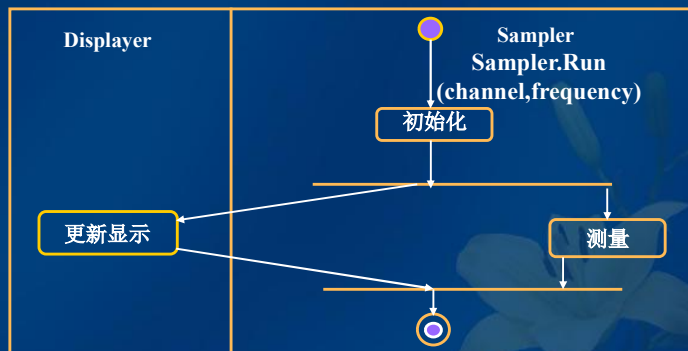 Displayer
Sampler
Sampler.Run
(channel,frequency)
初始化
更新显示
测量